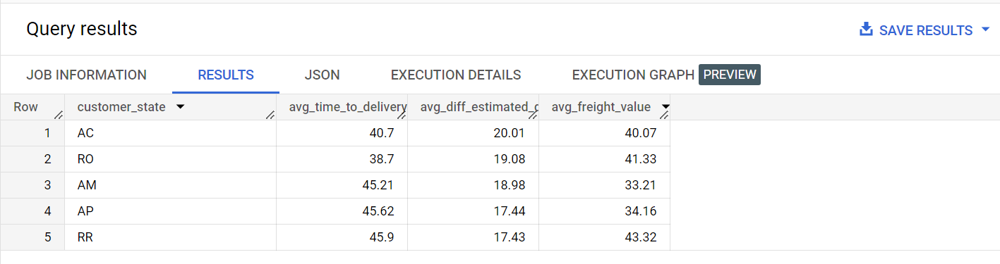 Query results
SAVE RESULTS
JOB INFORMATION RESULTS JSON EXECUTION DETAILS EXECUTION GRAPH PREVIEW
Row customer_state avg_time_to_delivery avg_diff_estimated_d avg_freight_value
1 AC 40.7 20.01 40.07
2 RO 38.7 19.08 41.33
3 AM 45.21 18.98 33.21
4 AP 45.62 17.44 34.16
5 RR 45.9 17.43 43.32